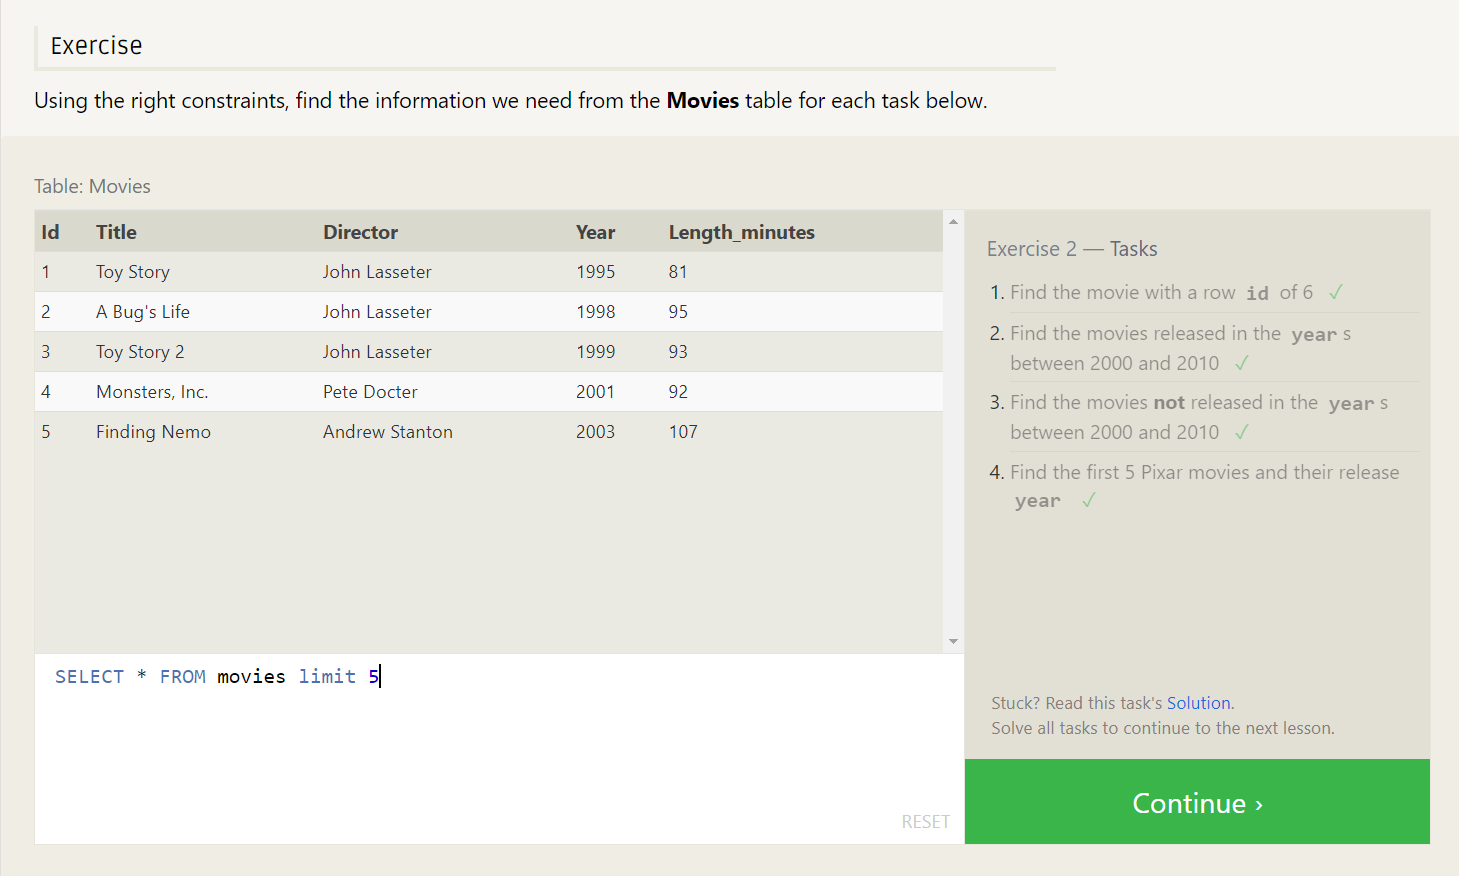 Exercise
Using the right constraints, find the information we need from the Movies table for each task below.
Table: Movies
Id Title Director Year Length_minutes
1 Toy Story John Lasseter 1995 81
2 A Bug's Life John Lasseter 1998 95
3 Toy Story 2 John Lasseter 1999 93
4 Monsters, Inc. Pete Docter 2001 92
5 Finding Nemo Andrew Stanton 2003 107
SELECT * FROM movies limit 5
RESET
Exercise 2 — Tasks
1. Find the movie with a row id of 6 ✓
2. Find the movies released in the year s
between 2000 and 2010 ✓
3. Find the movies not released in the year s
between 2000 and 2010 ✓
4. Find the first 5 Pixar movies and their release
year ✓
Stuck? Read this task's Solution.
Solve all tasks to continue to the next lesson.
Continue ›